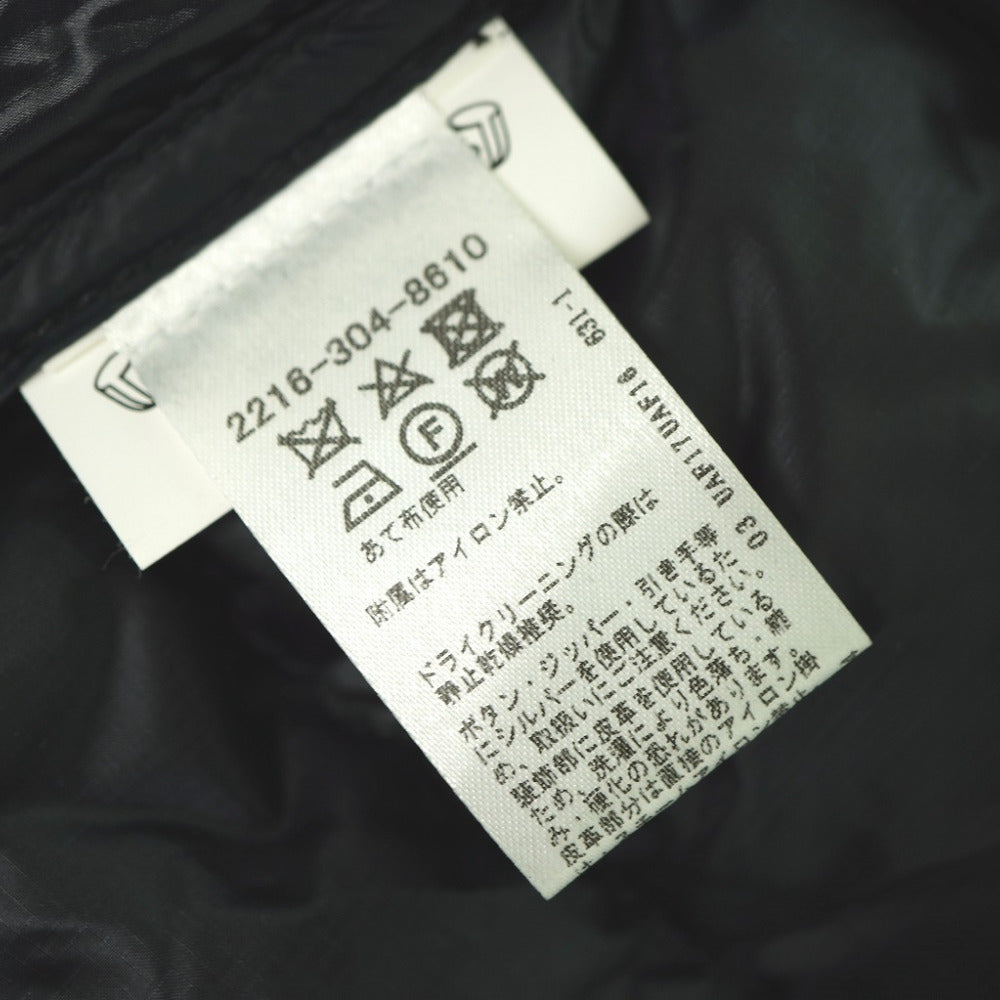 2216-304-8610
F
W
あて布使用
附属はアイロン禁止。
ドライクリーニングの際は
静止乾燥推奨。
ボタン・ジッパー・引き手等
にシルバーを使用しているた
め、取扱いにご注意ください。
装飾部に皮革を使用している
ため、洗濯により色落ち・縮
み・硬化の恐れがあります。
皮革部分は直接のアイロン掛
631-1
03 UAF17UAF16